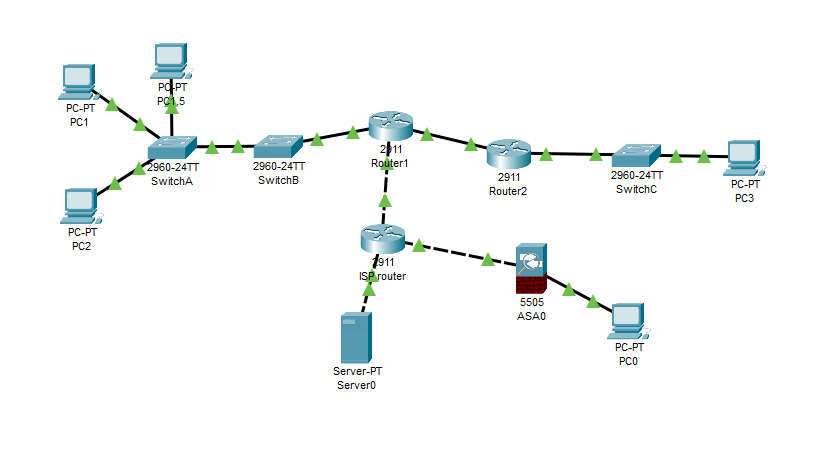 PC-PT
PC1.5
PC-PT
PC1
2960-24TT
SwitchA
2960-24TT
SwitchB
2911
Router1
2911
Router2
2960-24TT
SwitchC
PC-PT
PC3
PC-PT
PC2
2911
ISP router
5505
ASA0
PC-PT
PC0
Server-PT
Server0